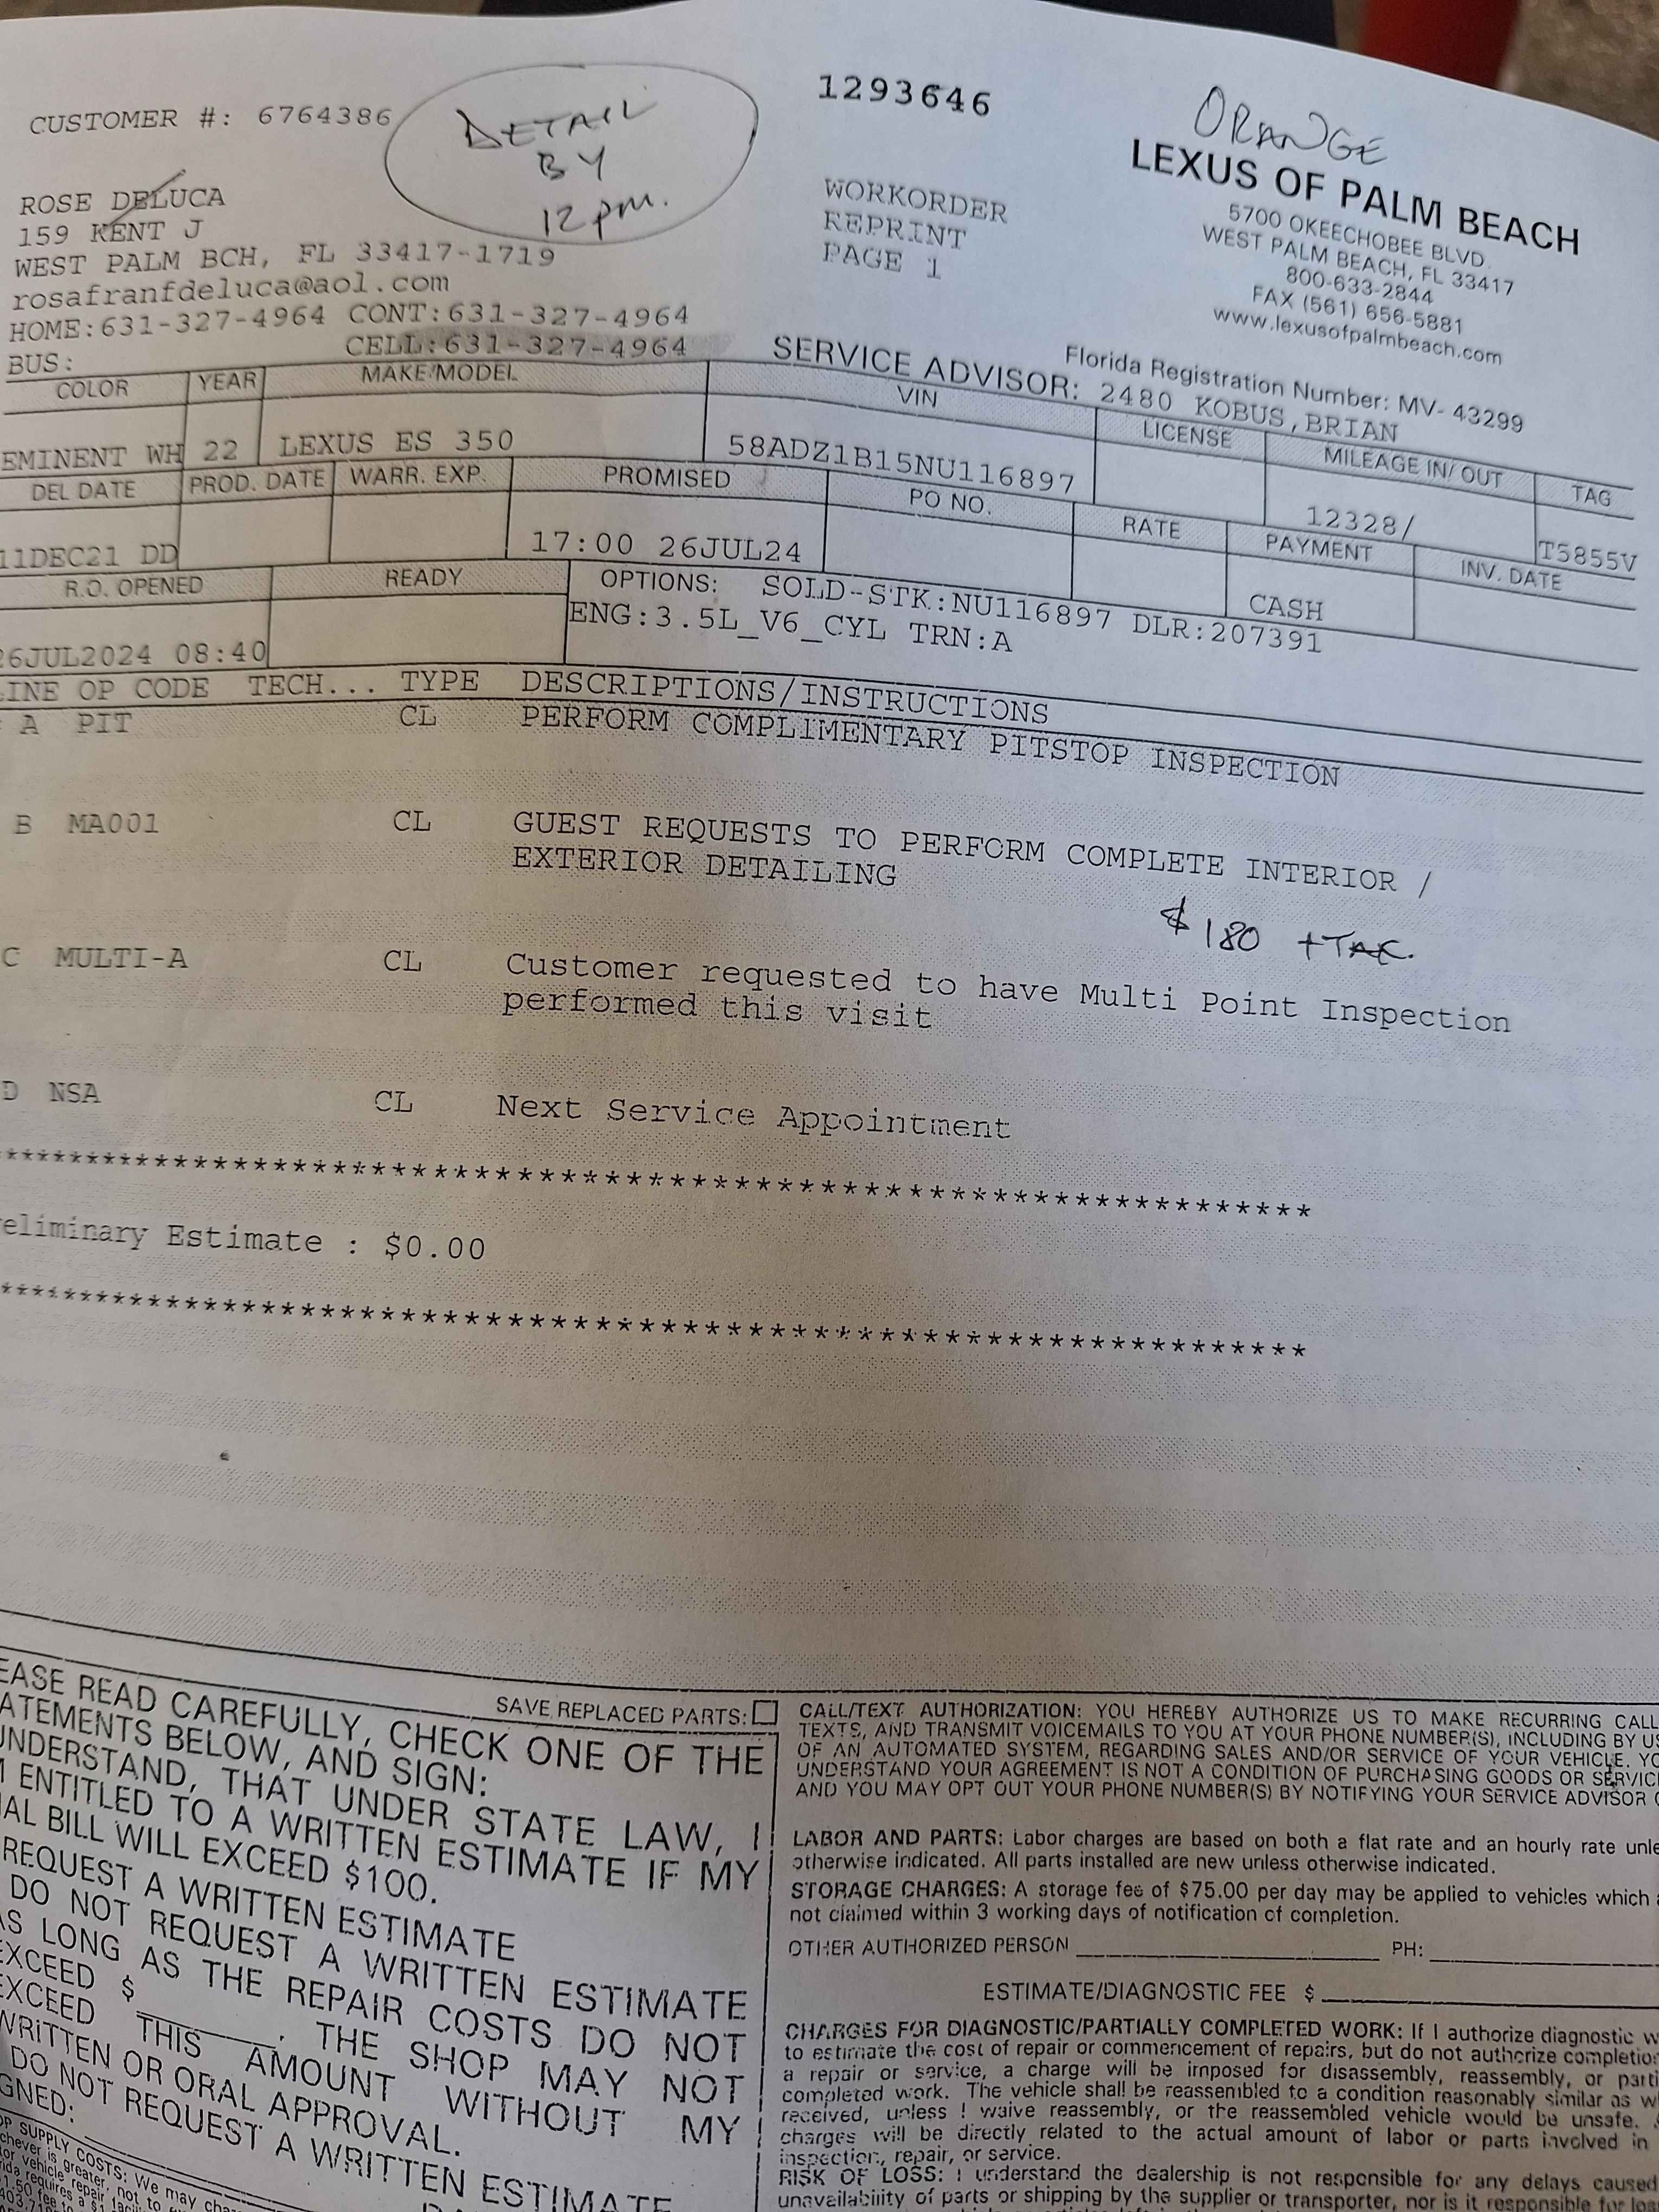 CUSTOMER #: 6764386
DETAIL
BY
12 pm.
1293646
ORANGE
LEXUS OF PALM BEACH
5700 OKEECHOBEE BLVD.
WEST PALM BEACH, FL 33417
800-633-2844
FAX (561) 656-5881
www.lexusofpalmbeach.com
Florida Registration Number: MV- 43299
ROSE DELUCA
159 KENT J
WEST PALM BCH, FL 33417-1719
rosafranfdeluca@aol.com
HOME:631-327-4964 CONT:631-327-4964
BUS: CELL:631-327-4964
WORKORDER
REPRINT
PAGE 1
SERVICE ADVISOR: 2480 KOBUS,BRIAN
COLOR YEAR MAKE/MODEL VIN LICENSE MILEAGE IN/OUT TAG
EMINENT WH 22 LEXUS ES 350 58ADZ1B15NU116897 12328/ T5855V
DEL DATE PROD. DATE WARR. EXP. PROMISED PO NO. RATE PAYMENT INV. DATE
11DEC21 DD 17:00 26JUL24 CASH
R.O. OPENED READY OPTIONS: SOLD-STK:NU116897 DLR:207391
ENG:3.5L_V6_CYL TRN:A
26JUL2024 08:40
LINE OP CODE TECH... TYPE DESCRIPTIONS/INSTRUCTIONS
A PIT CL PERFORM COMPLIMENTARY PITSTOP INSPECTION
B MA001 CL GUEST REQUESTS TO PERFORM COMPLETE INTERIOR /
EXTERIOR DETAILING
$180 +TAX.
C MULTI-A CL Customer requested to have Multi Point Inspection
performed this visit
D NSA CL Next Service Appointment
eliminary Estimate : $0.00
SAVE REPLACED PARTS:
EASE READ CAREFULLY, CHECK ONE OF THE
ATEMENTS BELOW, AND SIGN:
UNDERSTAND, THAT UNDER STATE LAW, I
M ENTITLED TO A WRITTEN ESTIMATE IF MY
AL BILL WILL EXCEED $100.
REQUEST A WRITTEN ESTIMATE
DO NOT REQUEST A WRITTEN ESTIMATE
AS LONG AS THE REPAIR COSTS DO NOT
EXCEED $ . THE SHOP MAY NOT
EXCEED THIS AMOUNT WITHOUT MY
WRITTEN OR ORAL APPROVAL.
DO NOT REQUEST A WRITTEN ESTIMATE
GNED:
OP SUPPLY COSTS: We may
CALL/TEXT AUTHORIZATION: YOU HEREBY AUTHORIZE US TO MAKE RECURRING CALL
TEXTS, AND TRANSMIT VOICEMAILS TO YOU AT YOUR PHONE NUMBER(S), INCLUDING BY US
OF AN AUTOMATED SYSTEM, REGARDING SALES AND/OR SERVICE OF YOUR VEHICLE. YO
UNDERSTAND YOUR AGREEMENT IS NOT A CONDITION OF PURCHASING GOODS OR SERVIC
AND YOU MAY OPT OUT YOUR PHONE NUMBER(S) BY NOTIFYING YOUR SERVICE ADVISOR
LABOR AND PARTS: Labor charges are based on both a flat rate and an hourly rate unle
otherwise indicated. All parts installed are new unless otherwise indicated.
STORAGE CHARGES: A storage fee of $75.00 per day may be applied to vehicles which
not claimed within 3 working days of notification of completion.
OTHER AUTHORIZED PERSON PH:
ESTIMATE/DIAGNOSTIC FEE $
CHARGES FOR DIAGNOSTIC/PARTIALLY COMPLETED WORK: If I authorize diagnostic w
to estimate the cost of repair or commencement of repairs, but do not authorize completio
a repair or service, a charge will be imposed for disassembly, reassembly, or parti
completed work. The vehicle shall be reassembled to a condition reasonably similar as w
received, unless I waive reassembly, or the reassembled vehicle would be unsafe.
charges will be directly related to the actual amount of labor or parts involved in
inspection, repair, or service.
RISK OF LOSS: I understand the dealership is not responsible for any delays caused
unavailability of parts or shipping by the supplier or transporter, nor is it responsible for